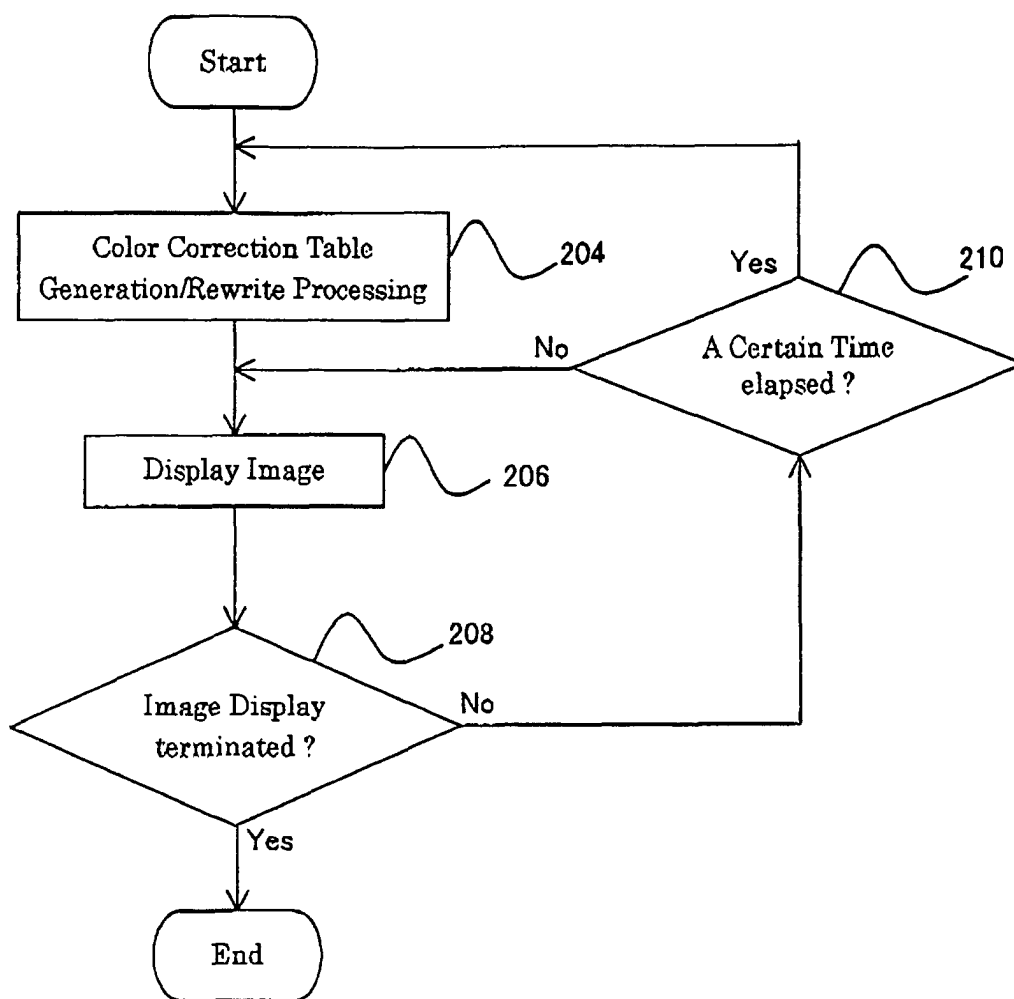 Start
Color Correction Table
Generation/Rewrite Processing
204
Yes
210
A Certain Time
elapsed ?
No
Display Image
206
208
Image Display
terminated ?
No
Yes
End